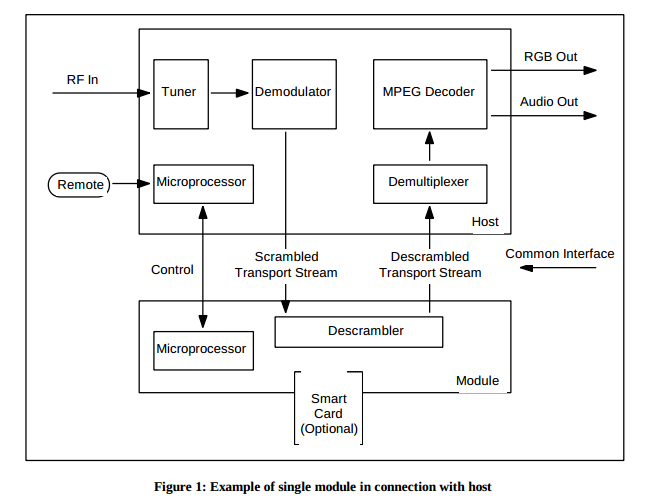 RGB Out
RF In
Tuner
Demodulator
MPEG Decoder
Audio Out
Remote
Microprocessor
Demultiplexer
Host
Control
Scrambled
Transport Stream
Descrambled
Transport Stream
Common Interface
Descrambler
Microprocessor
Module
Smart
Card
(Optional)
Figure 1: Example of single module in connection with host